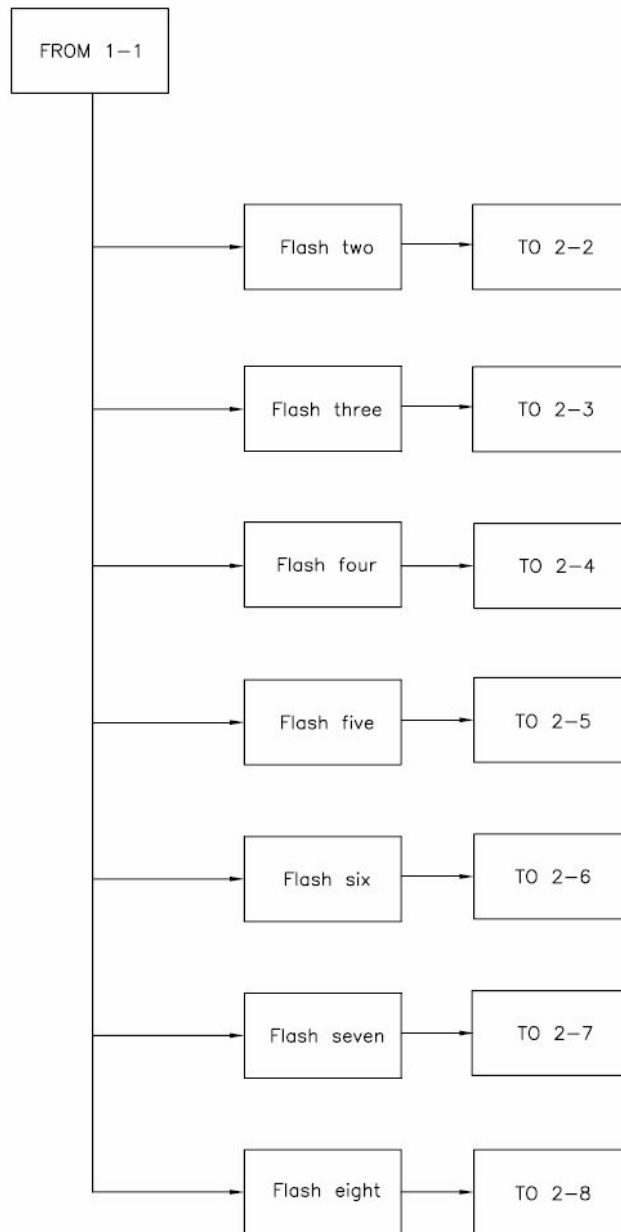 FROM 1-1
Flash two
TO 2-2
Flash three
TO 2-3
Flash four
TO 2-4
Flash five
TO 2-5
Flash six
TO 2-6
Flash seven
TO 2-7
Flash eight
TO 2-8